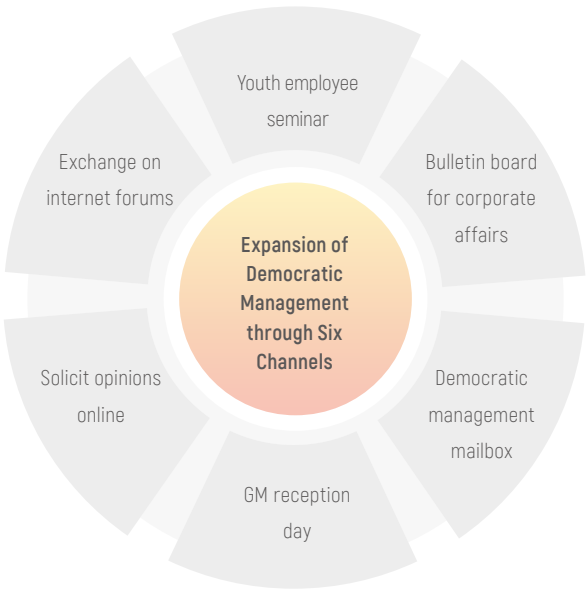 Youth employee
seminar
Bulletin board
for corporate
affairs
Democratic
management
mailbox
GM reception
day
Solicit opinions
online
Exchange on
internet forums
Expansion of
Democratic
Management
through Six
Channels